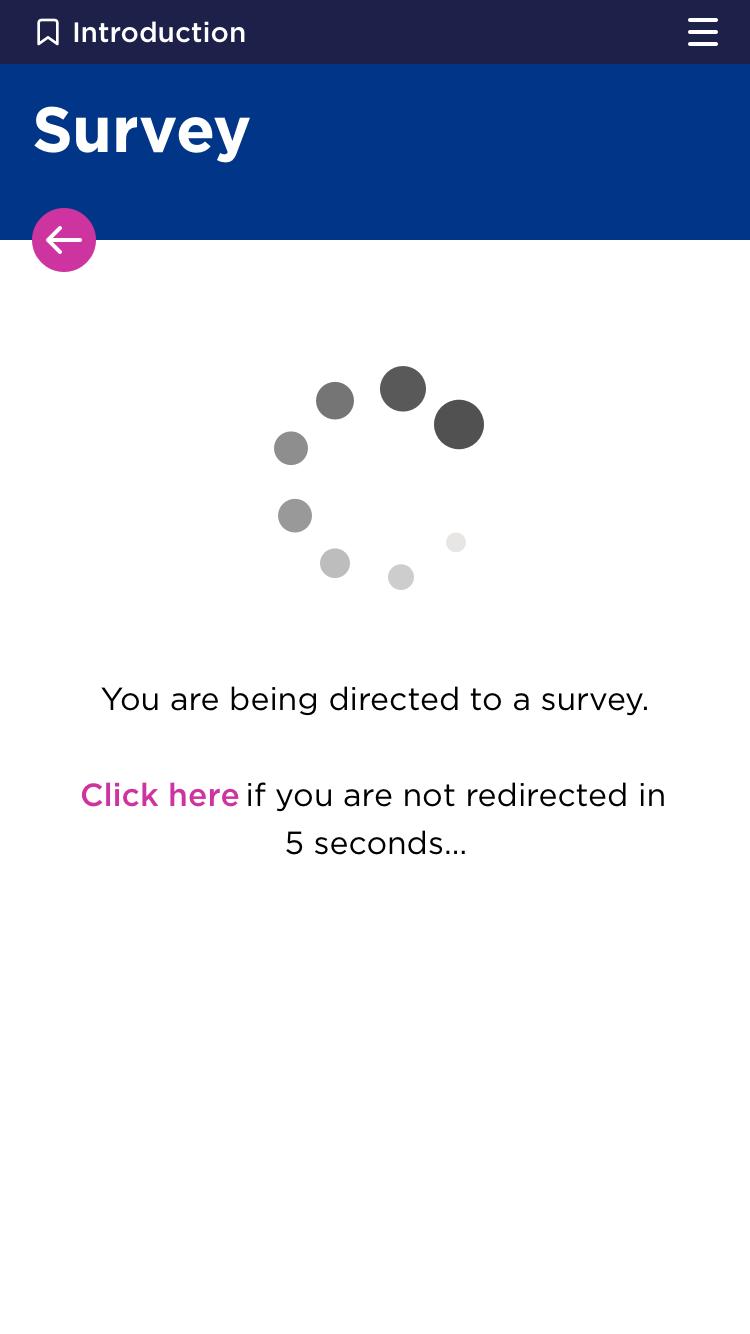 Introduction
Survey
You are being directed to a survey.
Click here if you are not redirected in
5 seconds...